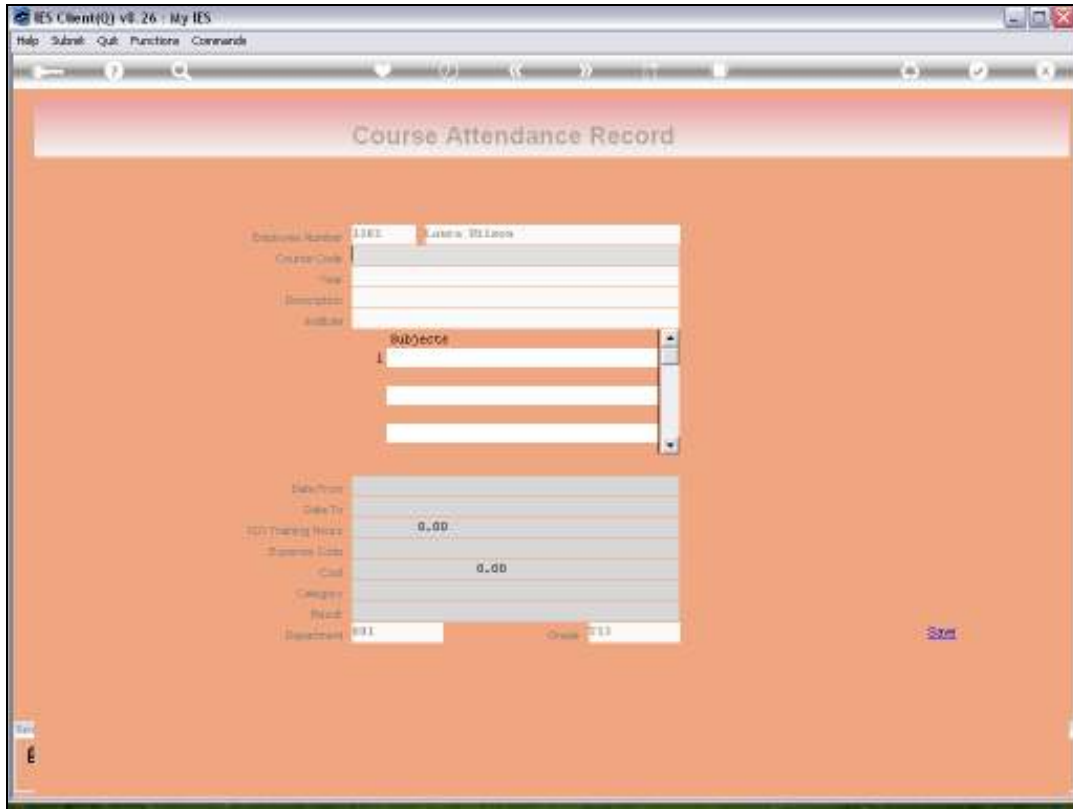 IES Client(Q) v8.26 : My IES
Help Submit Quit Functions Commands
Course Attendance Record
Employee Number Laura Wilson
Course Code
Year
Description
Institute
Subjects
1
Date From
Date To
Training Hours 0.00
Expense Code
Cost 0.00
Category
Result
Department Grade
Save